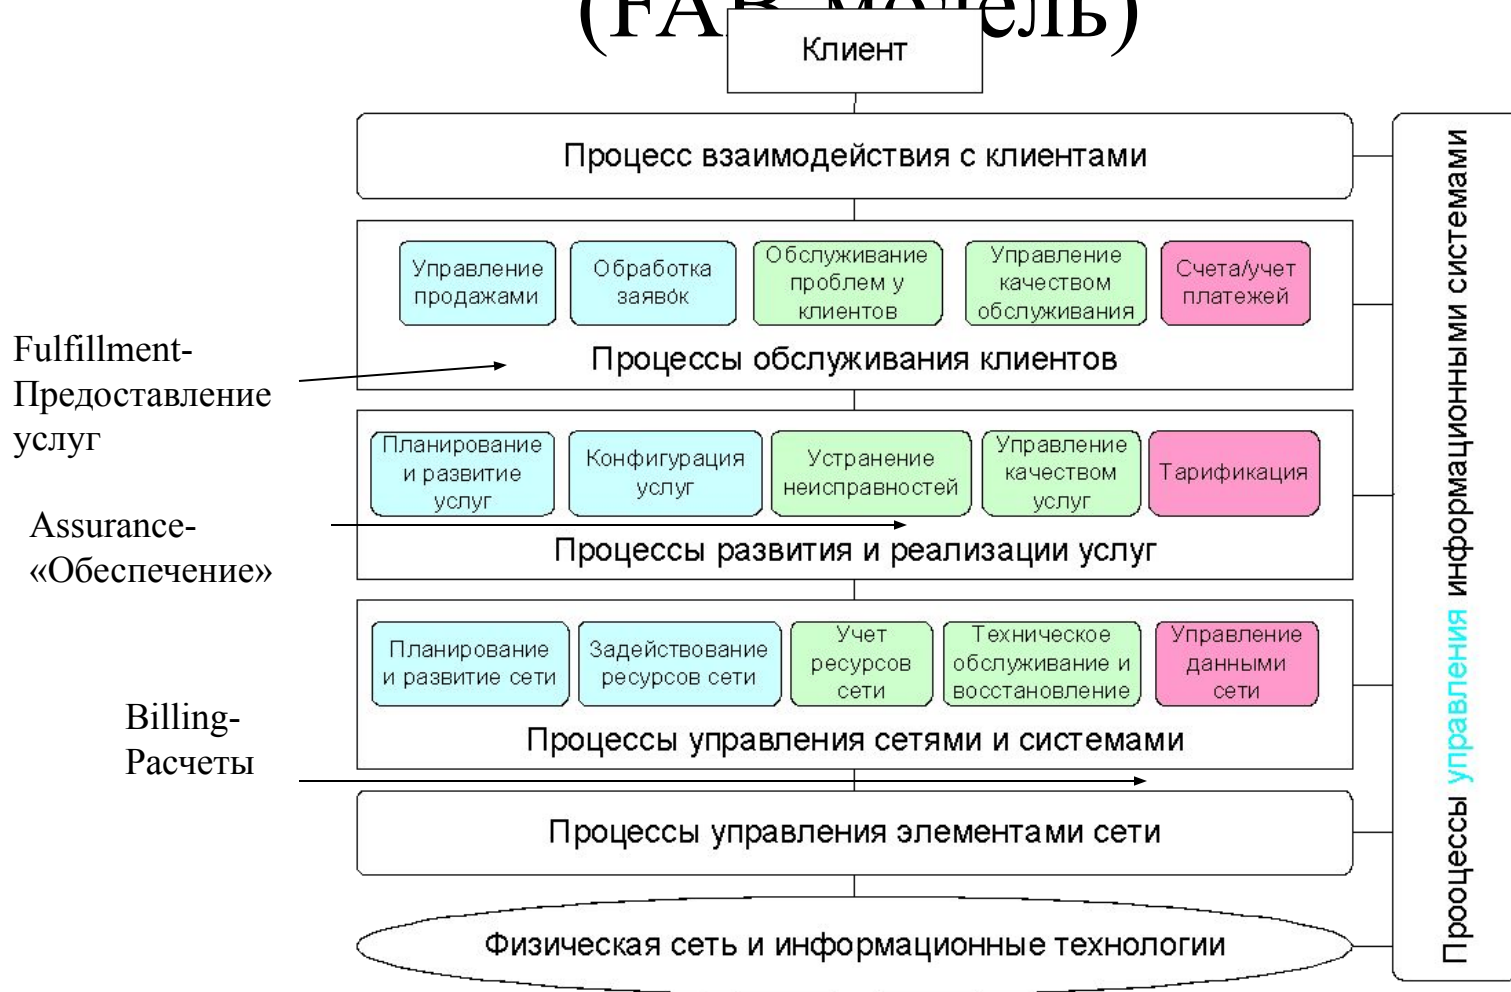 (FAB-модель)
Клиент
Процесс взаимодействия с клиентами
Управление
продажами
Обработка
заявок
Обслуживание
проблем у
клиентов
Управление
качеством
обслуживания
Счета/учет
платежей
Процессы обслуживания клиентов
Fulfillment-
Предоставление
услуг
Планирование
и развитие
услуг
Конфигурация
услуг
Устранение
неисправностей
Управление
качеством
услуг
Тарификация
Процессы развития и реализации услуг
Assurance-
«Обеспечение»
Планирование
и развитие сети
Задействование
ресурсов сети
Учет
ресурсов
сети
Техническое
обслуживание и
восстановление
Управление
данными
сети
Процессы управления сетями и системами
Billing-
Расчеты
Процессы управления элементами сети
Физическая сеть и информационные технологии
Прооцессы управления информационными системами